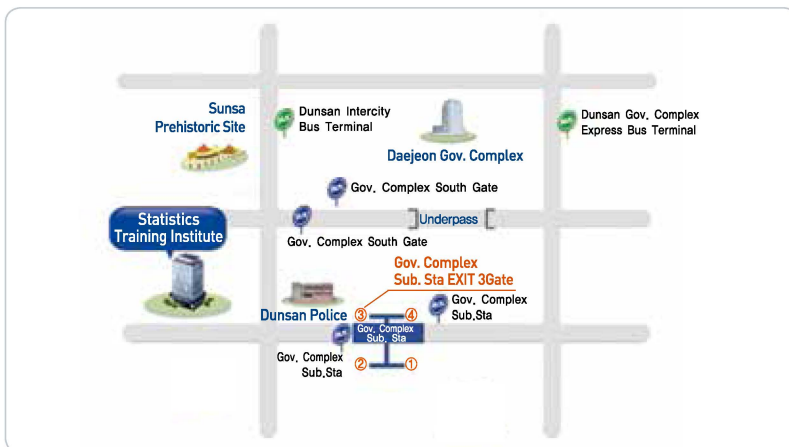 Sunsa
Prehistoric Site
Dunsan Intercity
Bus Terminal
Daejeon Gov. Complex
Dunsan Gov. Complex
Express Bus Terminal
Gov. Complex South Gate
Statistics
Training Institute
Underpass
Gov. Complex South Gate
Gov. Complex
Sub. Sta EXIT 3Gate
Dunsan Police
③
④
Gov. Complex
Sub.Sta
Gov. Complex
Sub. Sta
Gov. Complex
Sub.Sta
②
①